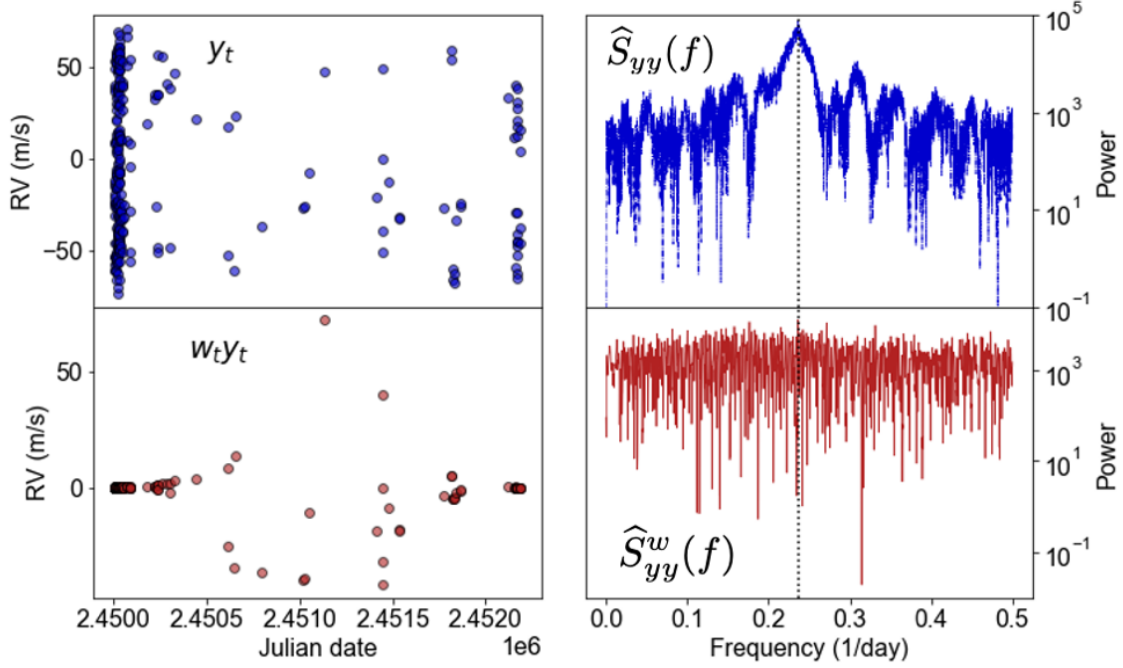 y_t
RV (m/s)
50
0
−50
Ŝ_yy(f)
10^5
10^3
10^1
10^−1
Power
w_t y_t
RV (m/s)
50
0
2.4500 2.4505 2.4510 2.4515 2.4520
1e6
Julian date
Ŝ^w_yy(f)
10^3
10^1
10^−1
Power
0.0 0.1 0.2 0.3 0.4 0.5
Frequency (1/day)